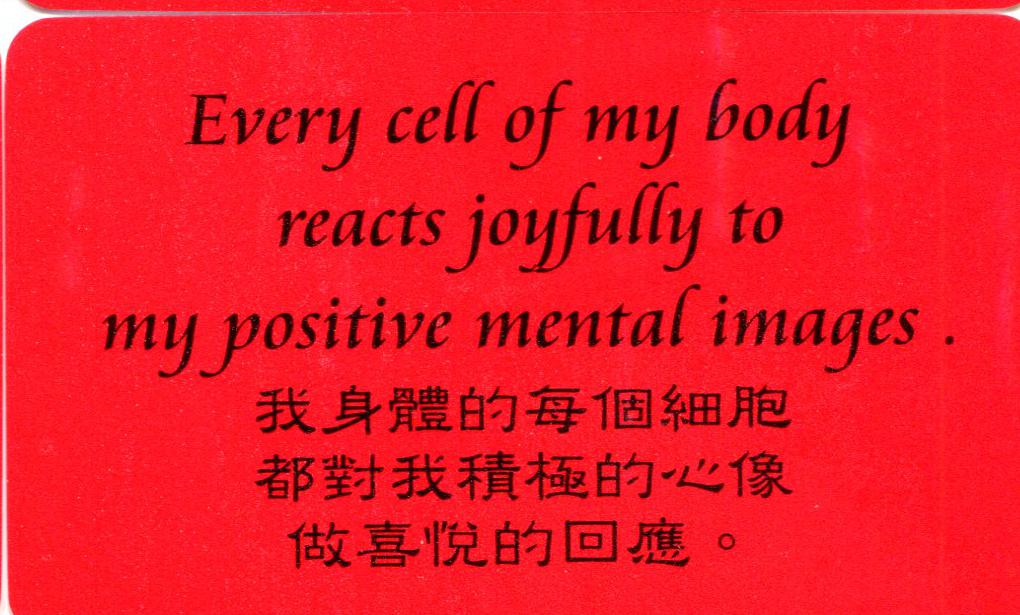 Every cell of my body
reacts joyfully to
my positive mental images .
我身體的每個細胞
都對我積極的心像
做喜悅的回應。